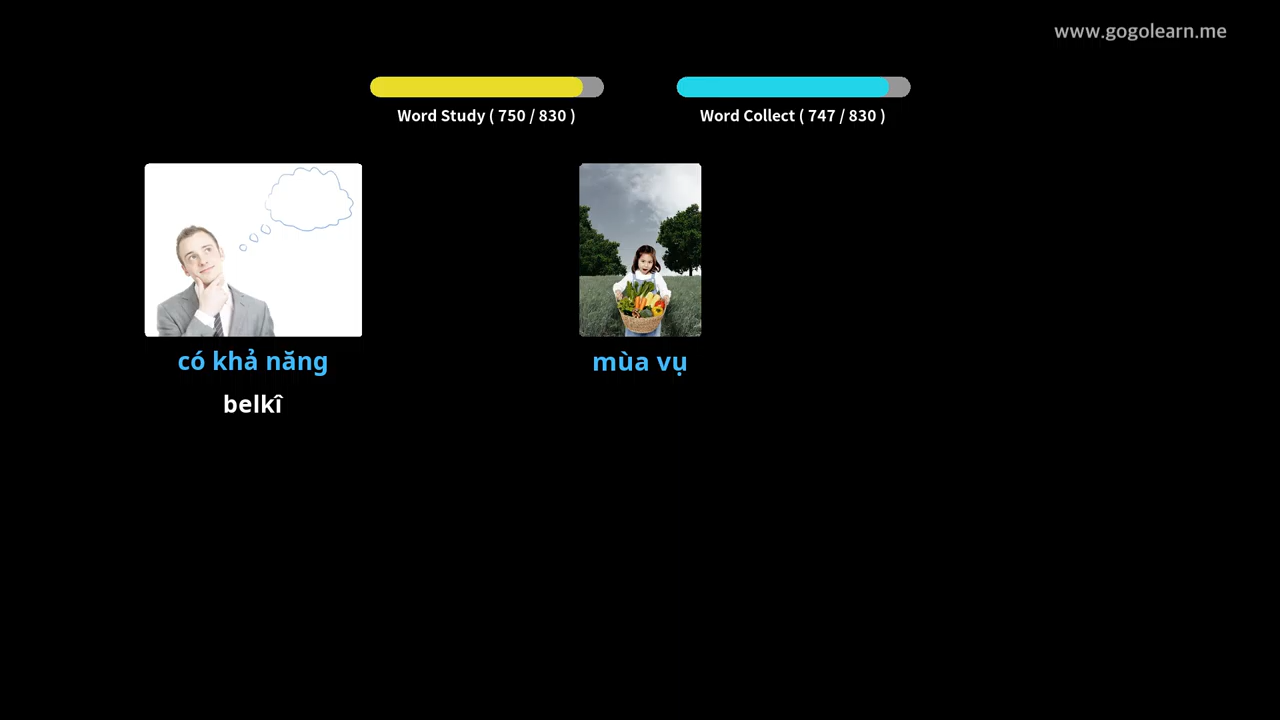 www.gogolearn.me
Word Study ( 750 / 830 )
Word Collect ( 747 / 830 )
có khả năng
belkî
mùa vụ